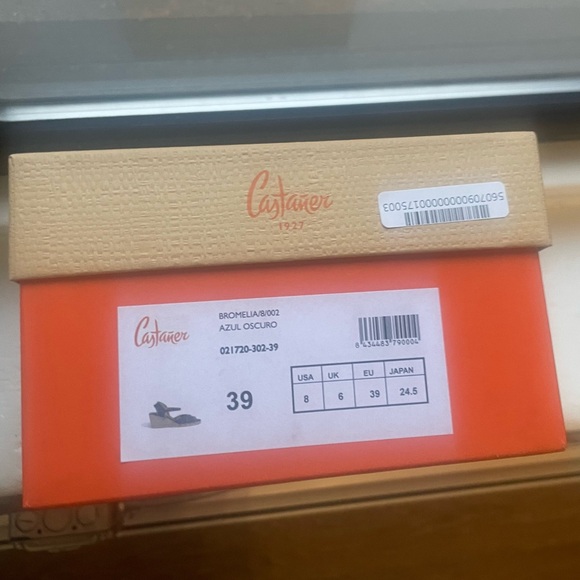 Castañer
1927
5607090000000000175003
Castañer
BROMELIA/8/002
AZUL OSCURO
021720-302-39
8 434483 790004
39
USA UK EU JAPAN
8 6 39 24.5